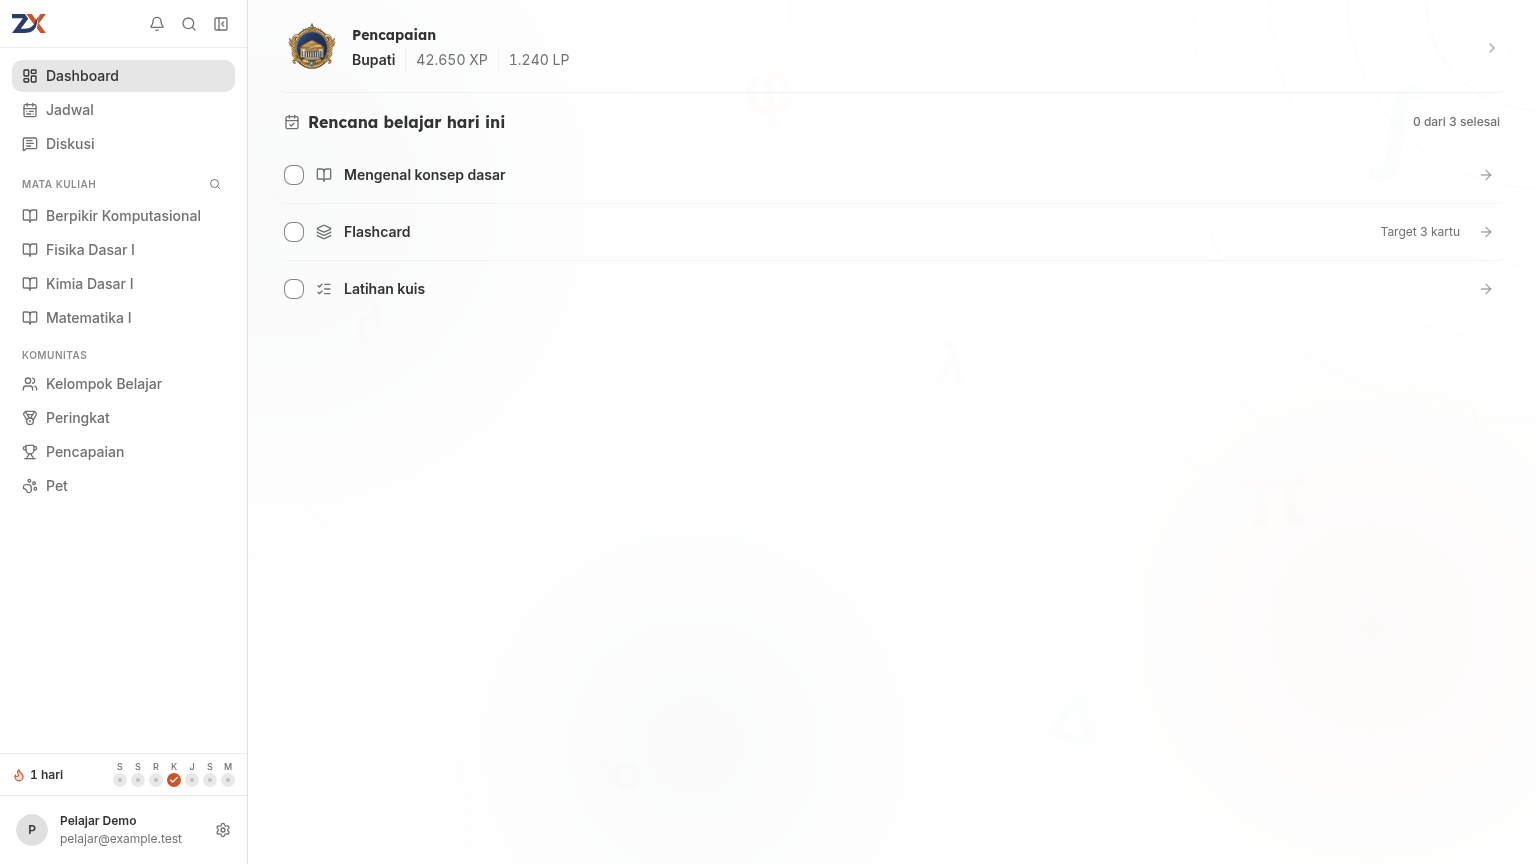 ZX
Dashboard
Jadwal
Diskusi
MATA KULIAH
Berpikir Komputasional
Fisika Dasar I
Kimia Dasar I
Matematika I
KOMUNITAS
Kelompok Belajar
Peringkat
Pencapaian
Pet
1 hari
S S R K J S M
P
Pelajar Demo
pelajar@example.test
Pencapaian
Bupati 42.650 XP 1.240 LP
Rencana belajar hari ini 0 dari 3 selesai
Mengenal konsep dasar
Flashcard Target 3 kartu
Latihan kuis
φ
∫
∂
λ
π
Δ
∞